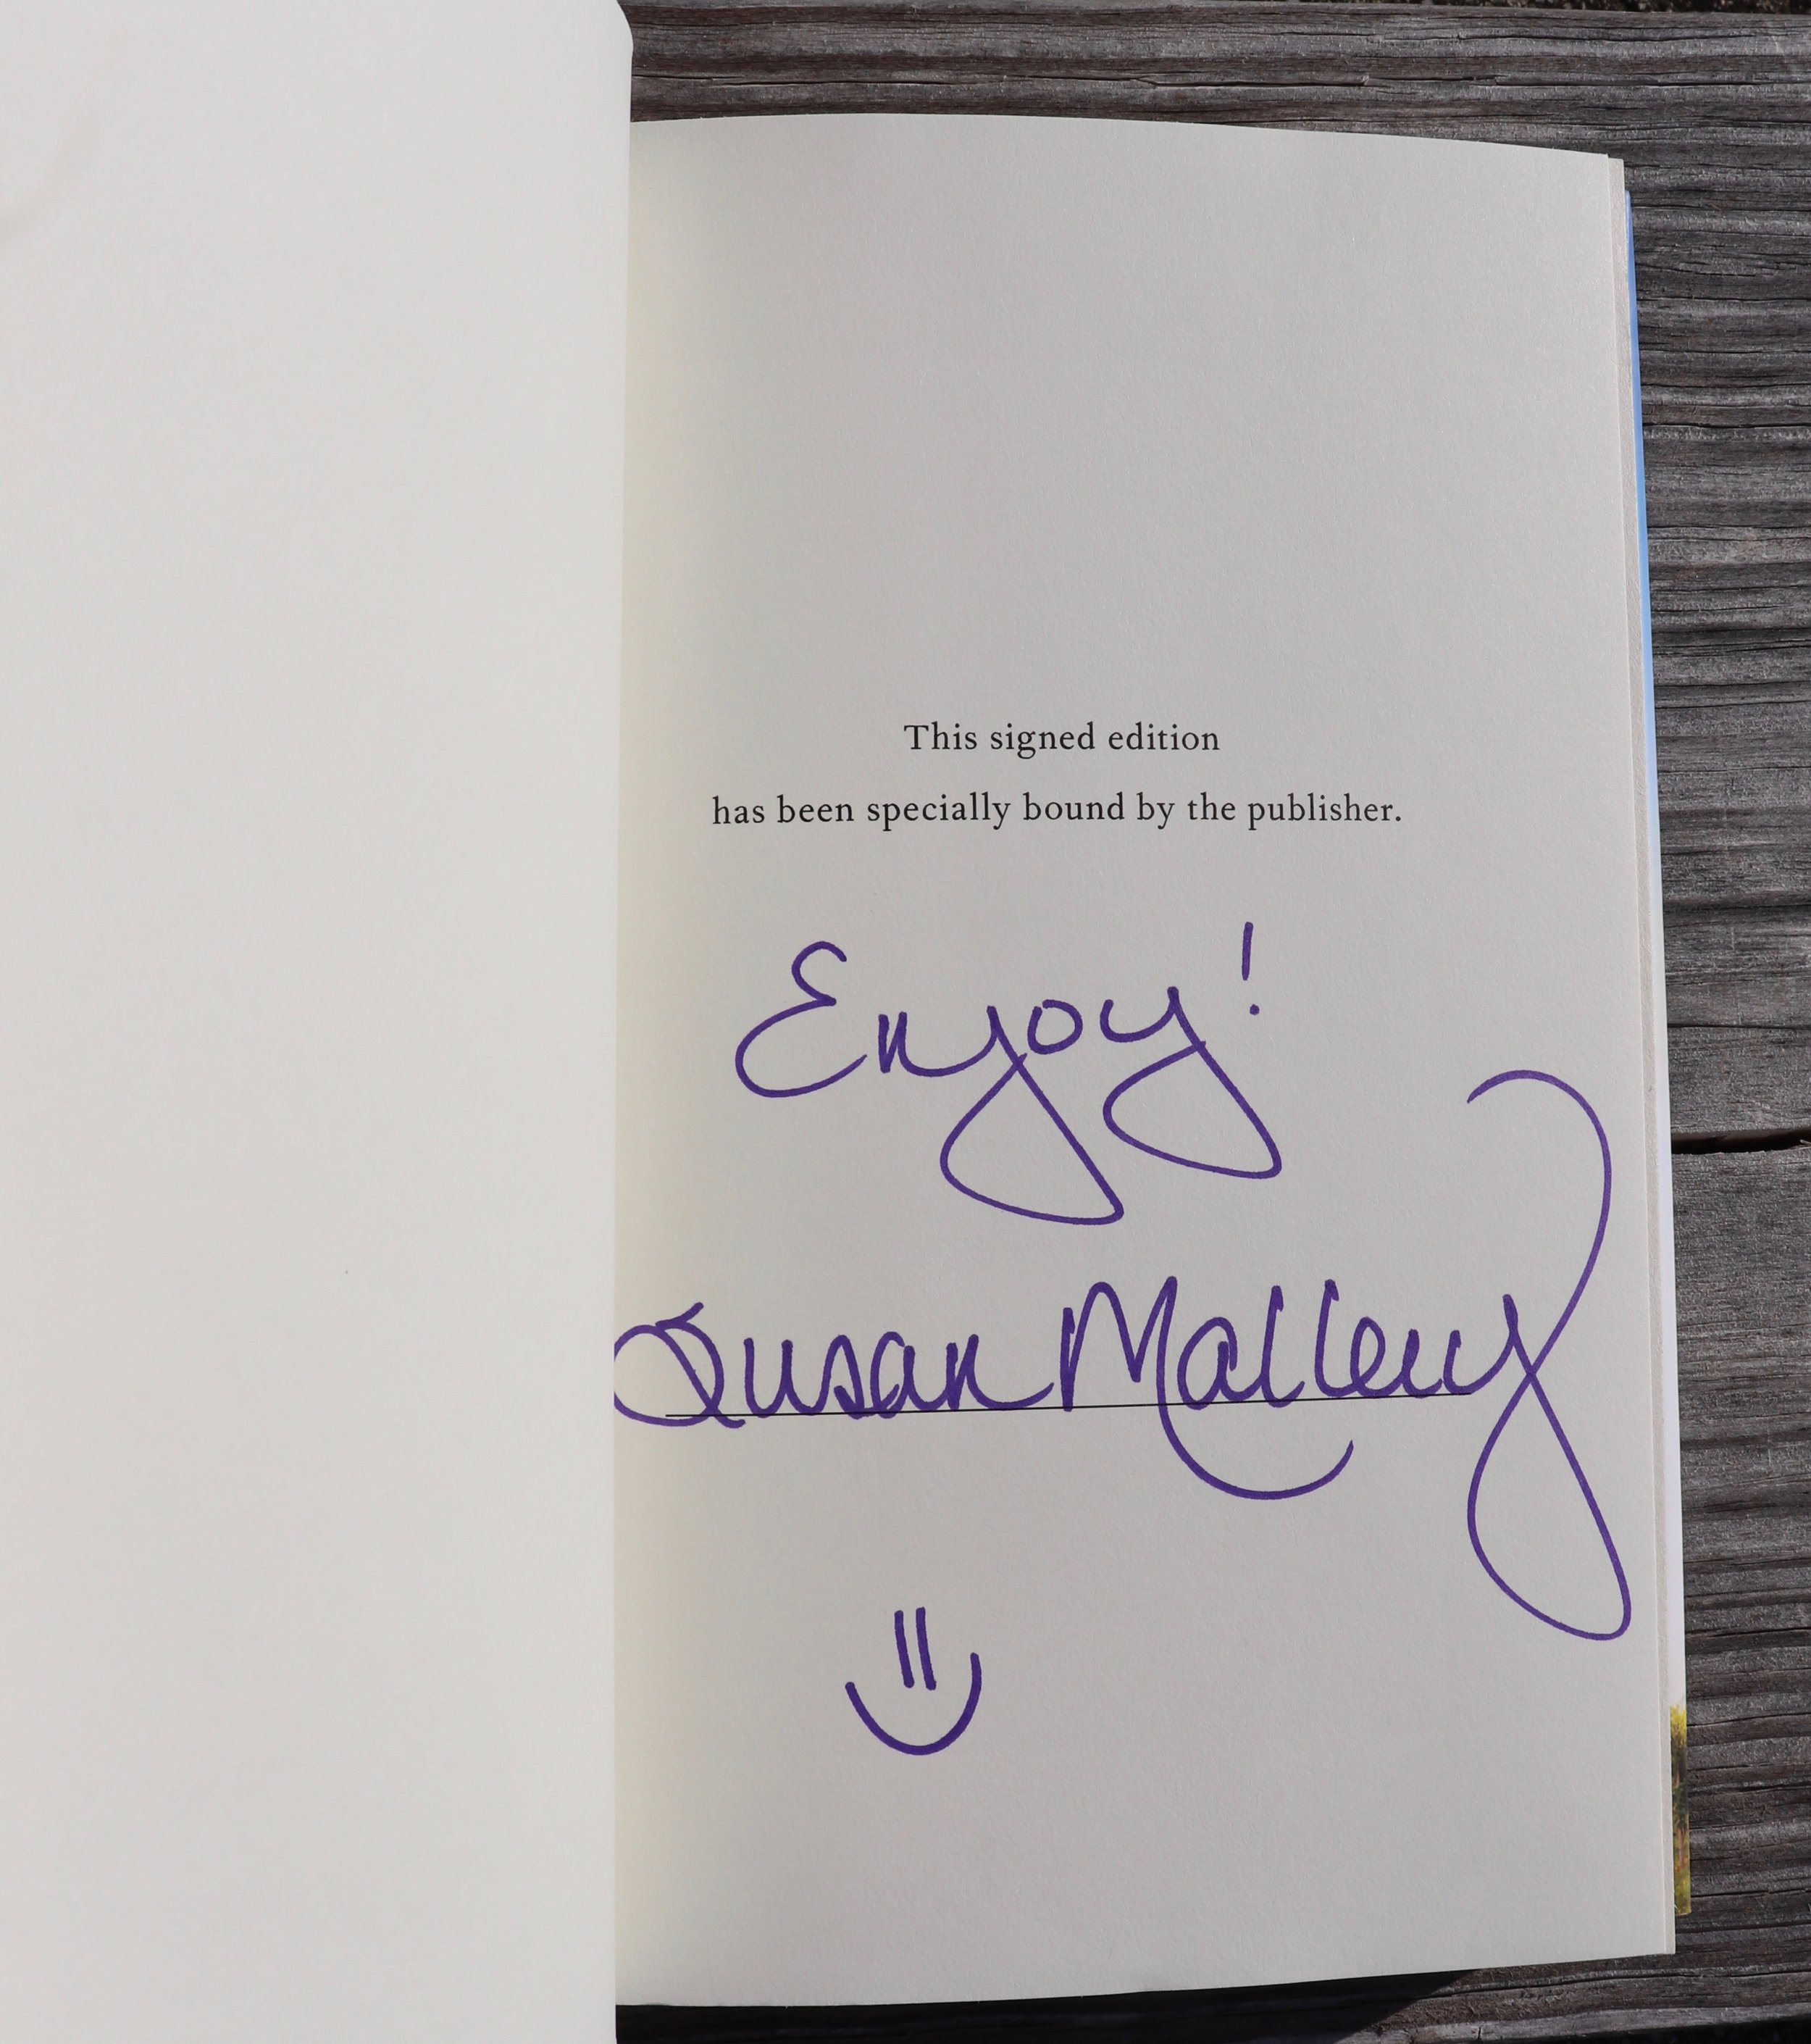 This signed edition
has been specially bound by the publisher.
Enjoy!
Susan Mallery